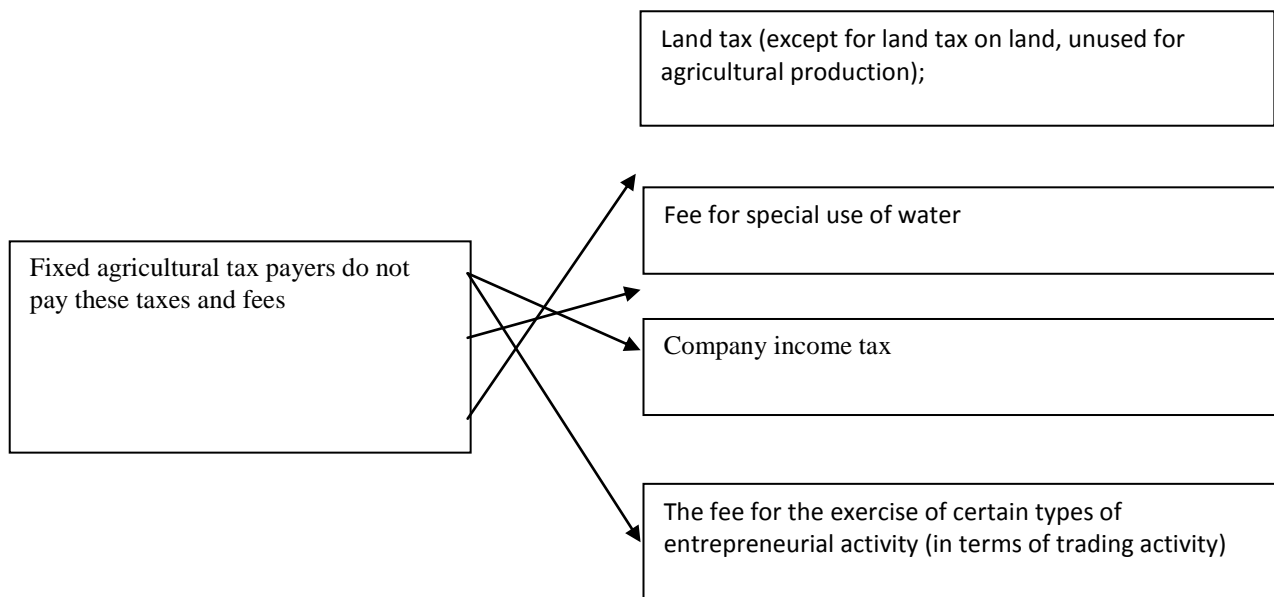 Land tax (except for land tax on land, unused for
agricultural production);
Fee for special use of water
Fixed agricultural tax payers do not
pay these taxes and fees
Company income tax
The fee for the exercise of certain types of
entrepreneurial activity (in terms of trading activity)